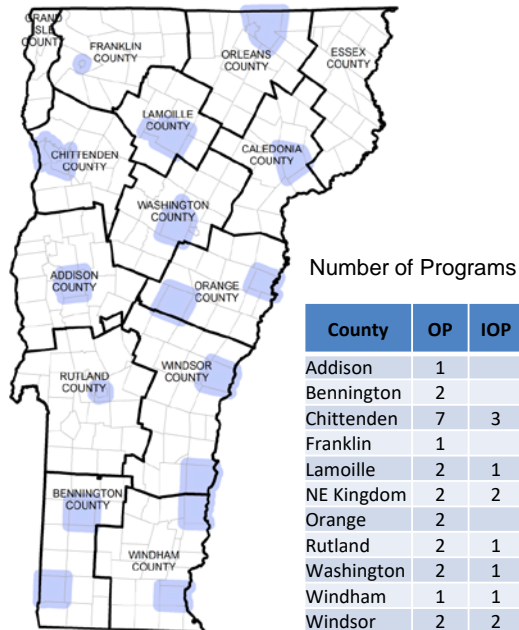 GRAND
ISLE
COUNTY
FRANKLIN
COUNTY
ORLEANS
COUNTY
ESSEX
COUNTY
LAMOILLE
COUNTY
CHITTENDEN
COUNTY
CALEDONIA
COUNTY
WASHINGTON
COUNTY
ADDISON
COUNTY
ORANGE
COUNTY
RUTLAND
COUNTY
WINDSOR
COUNTY
BENNINGTON
COUNTY
WINDHAM
COUNTY
Number of Programs
County OP IOP
Addison 1
Bennington 2
Chittenden 7 3
Franklin 1
Lamoille 2 1
NE Kingdom 2 2
Orange 2
Rutland 2 1
Washington 2 1
Windham 1 1
Windsor 2 2